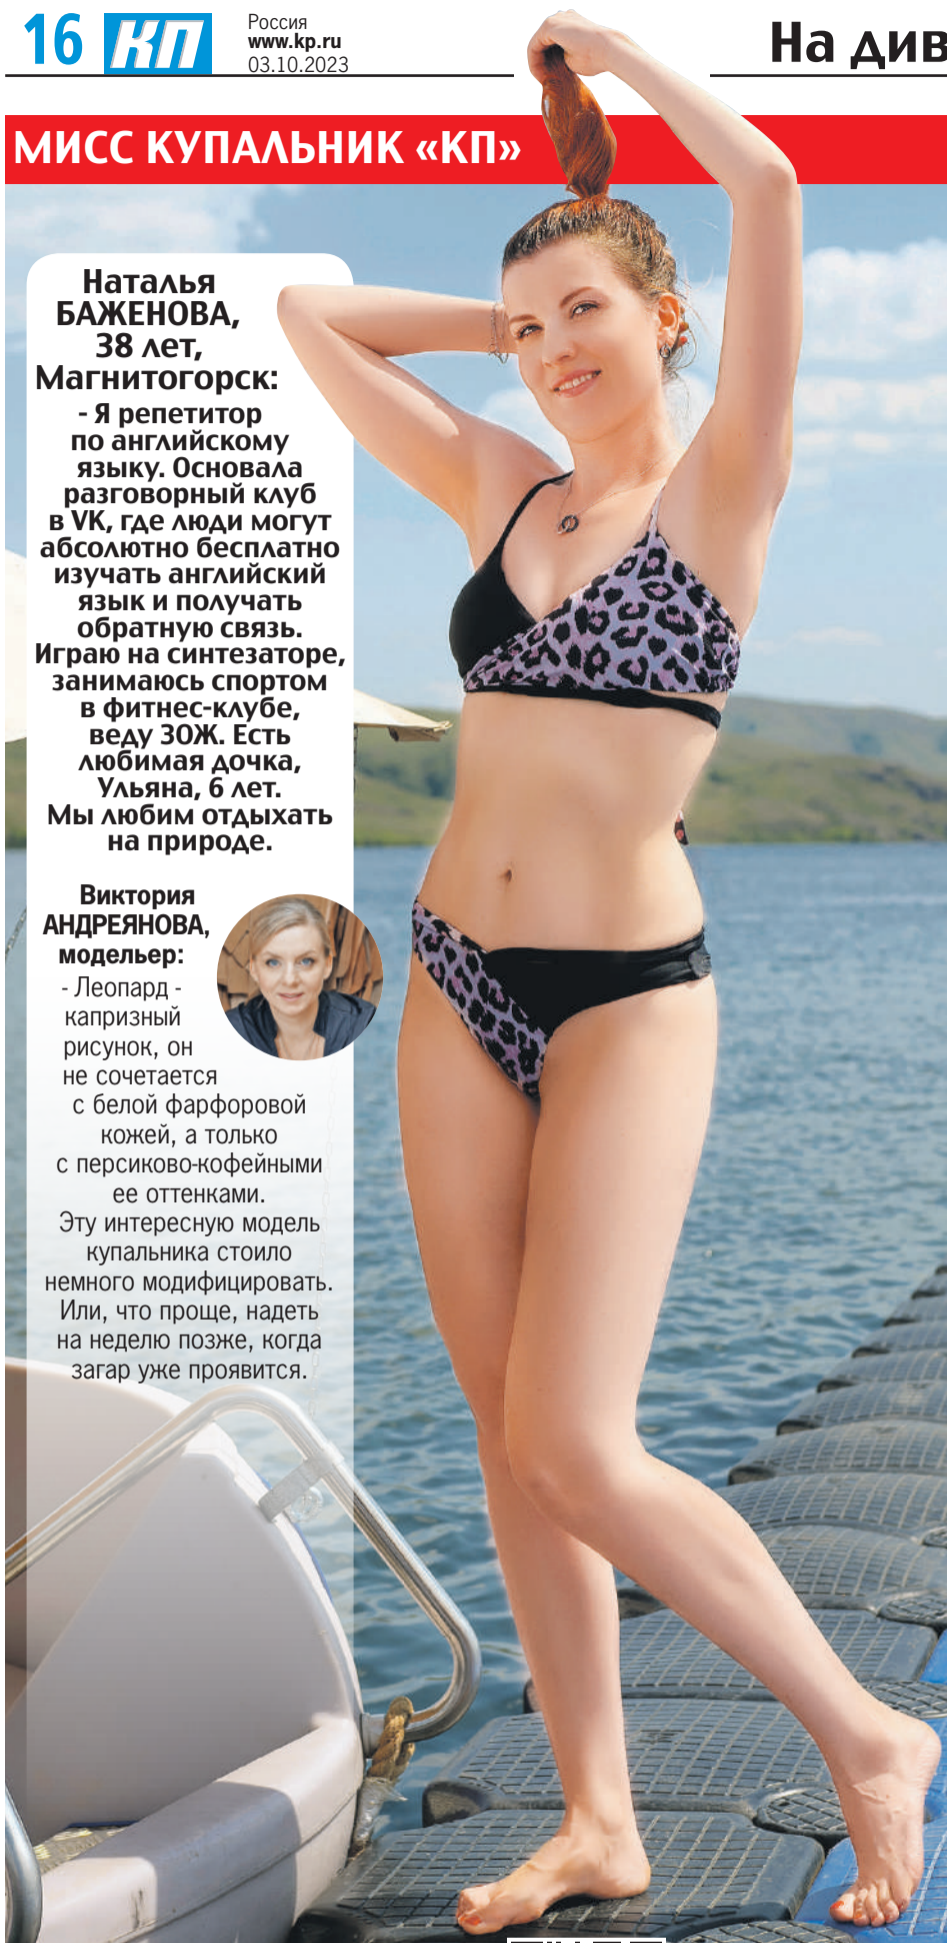 16
КП
Россия
www.kp.ru
03.10.2023
На див
МИСС КУПАЛЬНИК «КП»
Наталья
БАЖЕНОВА,
38 лет,
Магнитогорск:
- Я репетитор
по английскому
языку. Основала
разговорный клуб
в VK, где люди могут
абсолютно бесплатно
изучать английский
язык и получать
обратную связь.
Играю на синтезаторе,
занимаюсь спортом
в фитнес-клубе,
веду ЗОЖ. Есть
любимая дочка,
Ульяна, 6 лет.
Мы любим отдыхать
на природе.
Виктория
АНДРЕЯНОВА,
модельер:
- Леопард -
капризный
рисунок, он
не сочетается
с белой фарфоровой
кожей, а только
с персиково-кофейными
ее оттенками.
Эту интересную модель
купальника стоило
немного модифицировать.
Или, что проще, надеть
на неделю позже, когда
загар уже проявится.